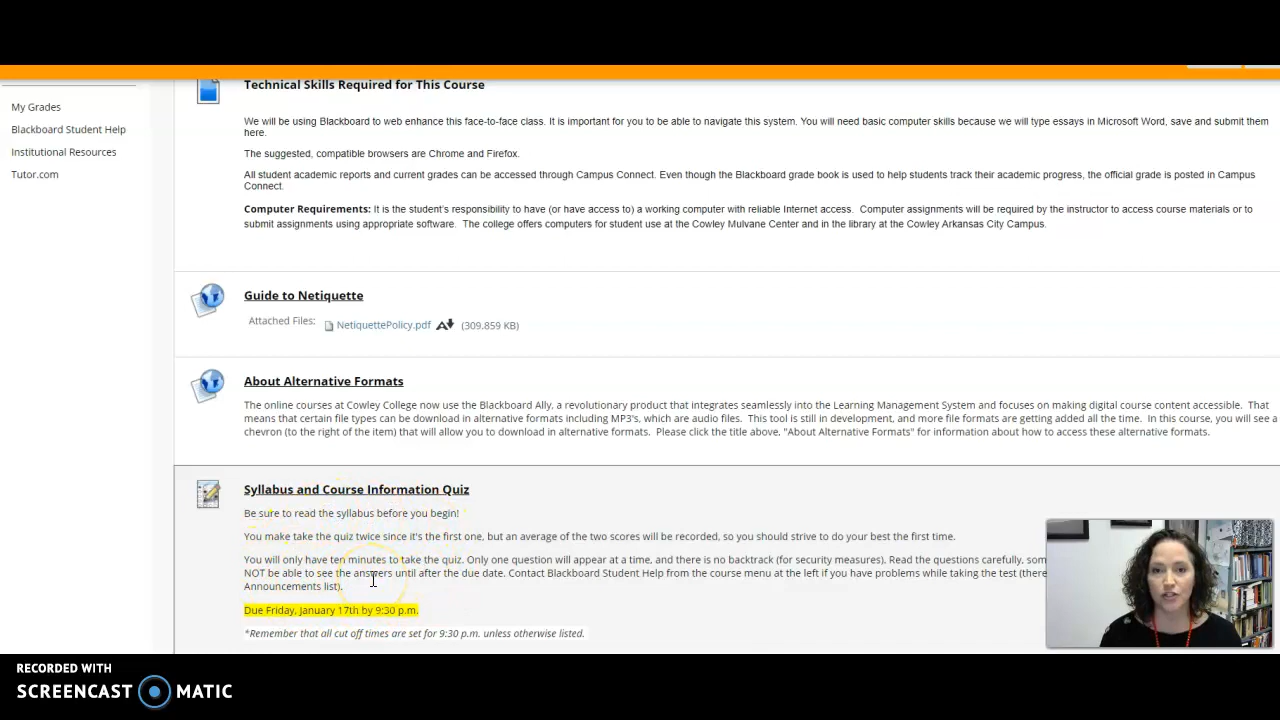 Technical Skills Required for This Course
My Grades
Blackboard Student Help
Institutional Resources
Tutor.com
We will be using Blackboard to web enhance this face-to-face class. It is important for you to be able to navigate this system. You will need basic computer skills because we will type essays in Microsoft Word, save and submit them
here.
The suggested, compatible browsers are Chrome and Firefox.
All student academic reports and current grades can be accessed through Campus Connect. Even though the Blackboard grade book is used to help students track their academic progress, the official grade is posted in Campus
Connect.
Computer Requirements: It is the student's responsibility to have (or have access to) a working computer with reliable Internet access. Computer assignments will be required by the instructor to access course materials or to
submit assignments using appropriate software. The college offers computers for student use at the Cowley Mulvane Center and in the library at the Cowley Arkansas City Campus.
Guide to Netiquette
Attached Files: NetiquettePolicy.pdf (309.859 KB)
About Alternative Formats
The online courses at Cowley College now use the Blackboard Ally, a revolutionary product that integrates seamlessly into the Learning Management System and focuses on making digital course content accessible. That
means that certain file types can be download in alternative formats including MP3's, which are audio files. This tool is still in development, and more file formats are getting added all the time. In this course, you will see a
chevron (to the right of the item) that will allow you to download in alternative formats. Please click the title above, "About Alternative Formats" for information about how to access these alternative formats.
Syllabus and Course Information Quiz
Be sure to read the syllabus before you begin!
You make take the quiz twice since it's the first one, but an average of the two scores will be recorded, so you should strive to do your best the first time.
You will only have ten minutes to take the quiz. Only one question will appear at a time, and there is no backtrack (for security measures). Read the questions carefully, som
NOT be able to see the answers until after the due date. Contact Blackboard Student Help from the course menu at the left if you have problems while taking the test (there
Announcements list).
Due Friday, January 17th by 9:30 p.m.
*Remember that all cut off times are set for 9:30 p.m. unless otherwise listed.
RECORDED WITH
SCREENCAST MATIC